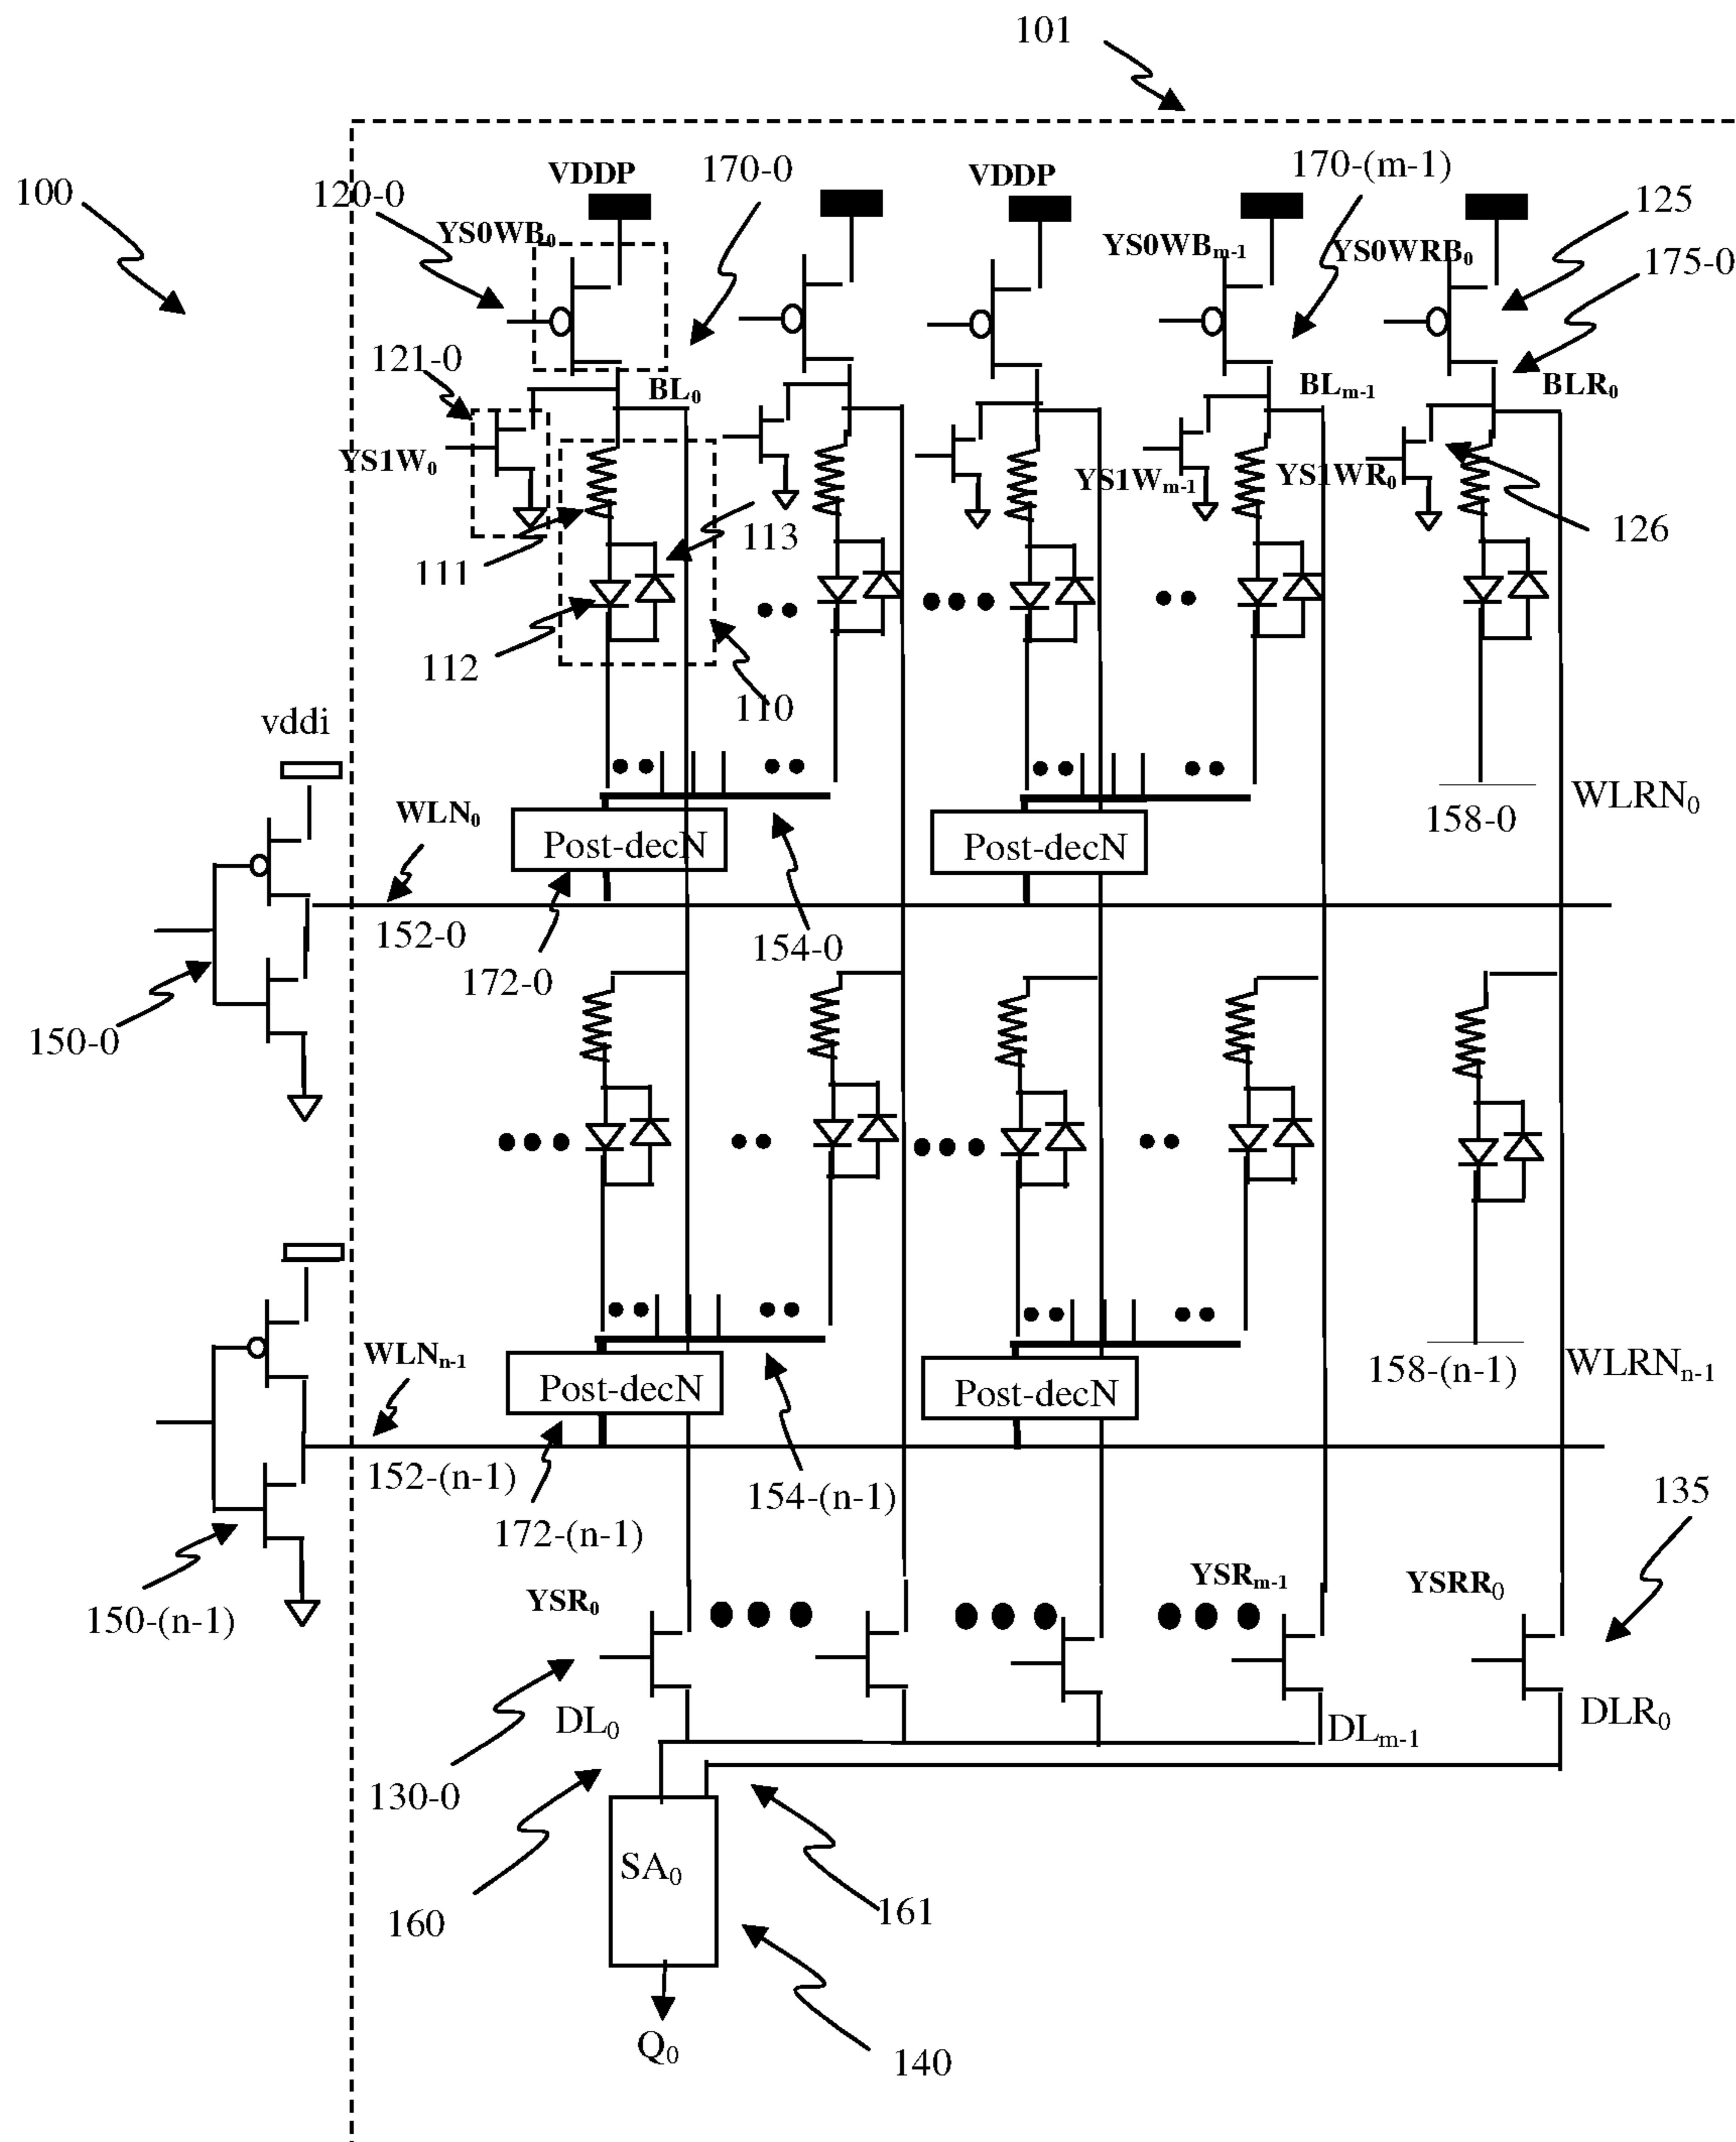 101
100
120-0
VDDP
170-0
VDDP
170-(m-1)
125
YS0WB₀
YS0WBₘ₋₁
YS0WRB₀
175-0
121-0
BL₀
BLₘ₋₁
BLR₀
YS1W₀
YS1Wₘ₋₁
YS1WR₀
111
113
126
112
110
vddi
WLN₀
158-0
WLRN₀
Post-decN
Post-decN
152-0
172-0
154-0
150-0
WLNₙ₋₁
158-(n-1)
WLRNₙ₋₁
Post-decN
Post-decN
152-(n-1)
172-(n-1)
154-(n-1)
135
150-(n-1)
YSR₀
YSRₘ₋₁
YSRR₀
DL₀
DLₘ₋₁
DLR₀
130-0
SA₀
160
161
Q₀
140